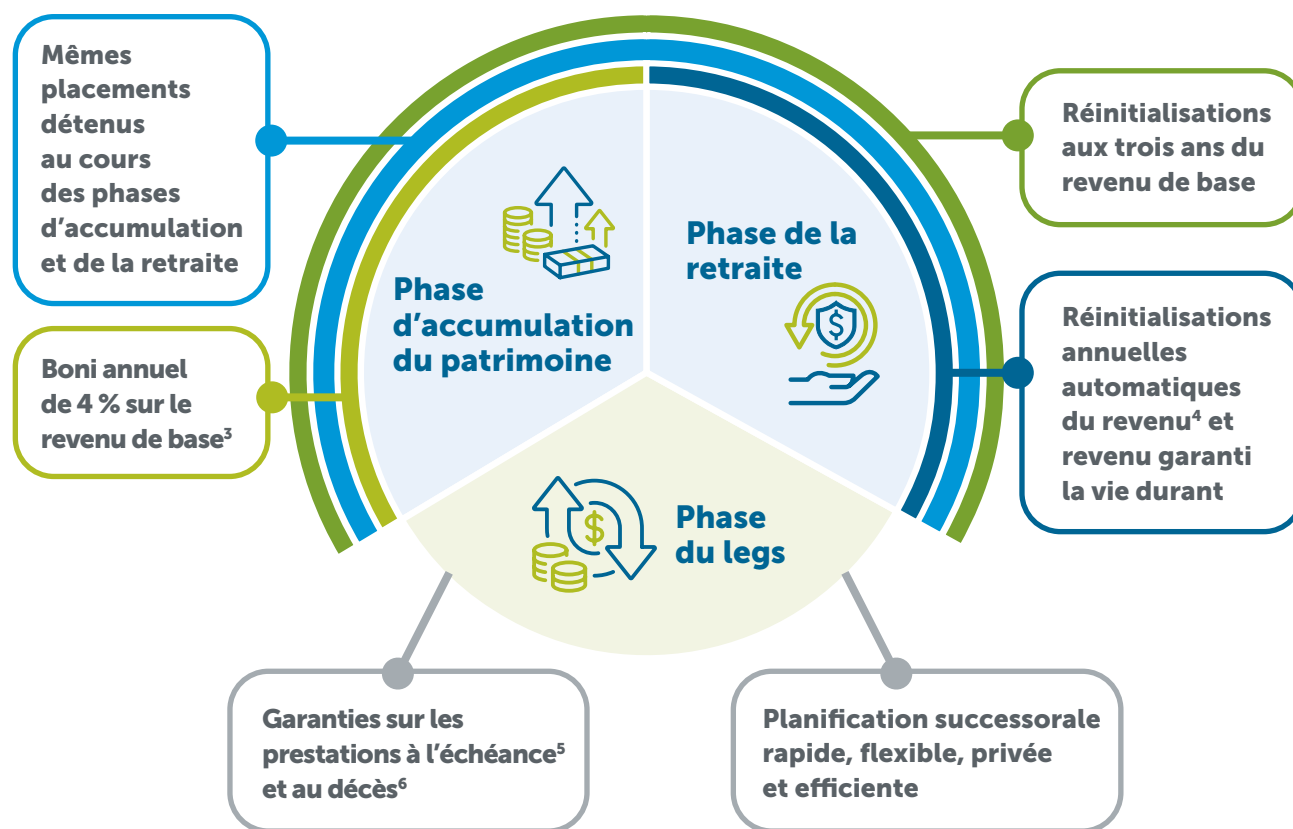 Mêmes
placements
détenus
au cours
des phases
d’accumulation
et de la retraite
Boni annuel
de 4 % sur le
revenu de base³
Phase
d’accumulation
du patrimoine
$
Phase de la
retraite
$
Réinitialisations
aux trois ans du
revenu de base
Réinitialisations
annuelles
automatiques
du revenu⁴ et
revenu garanti
la vie durant
$
Phase
du legs
Garanties sur les
prestations à l’échéance⁵
et au décès⁶
Planification successorale
rapide, flexible, privée
et efficiente